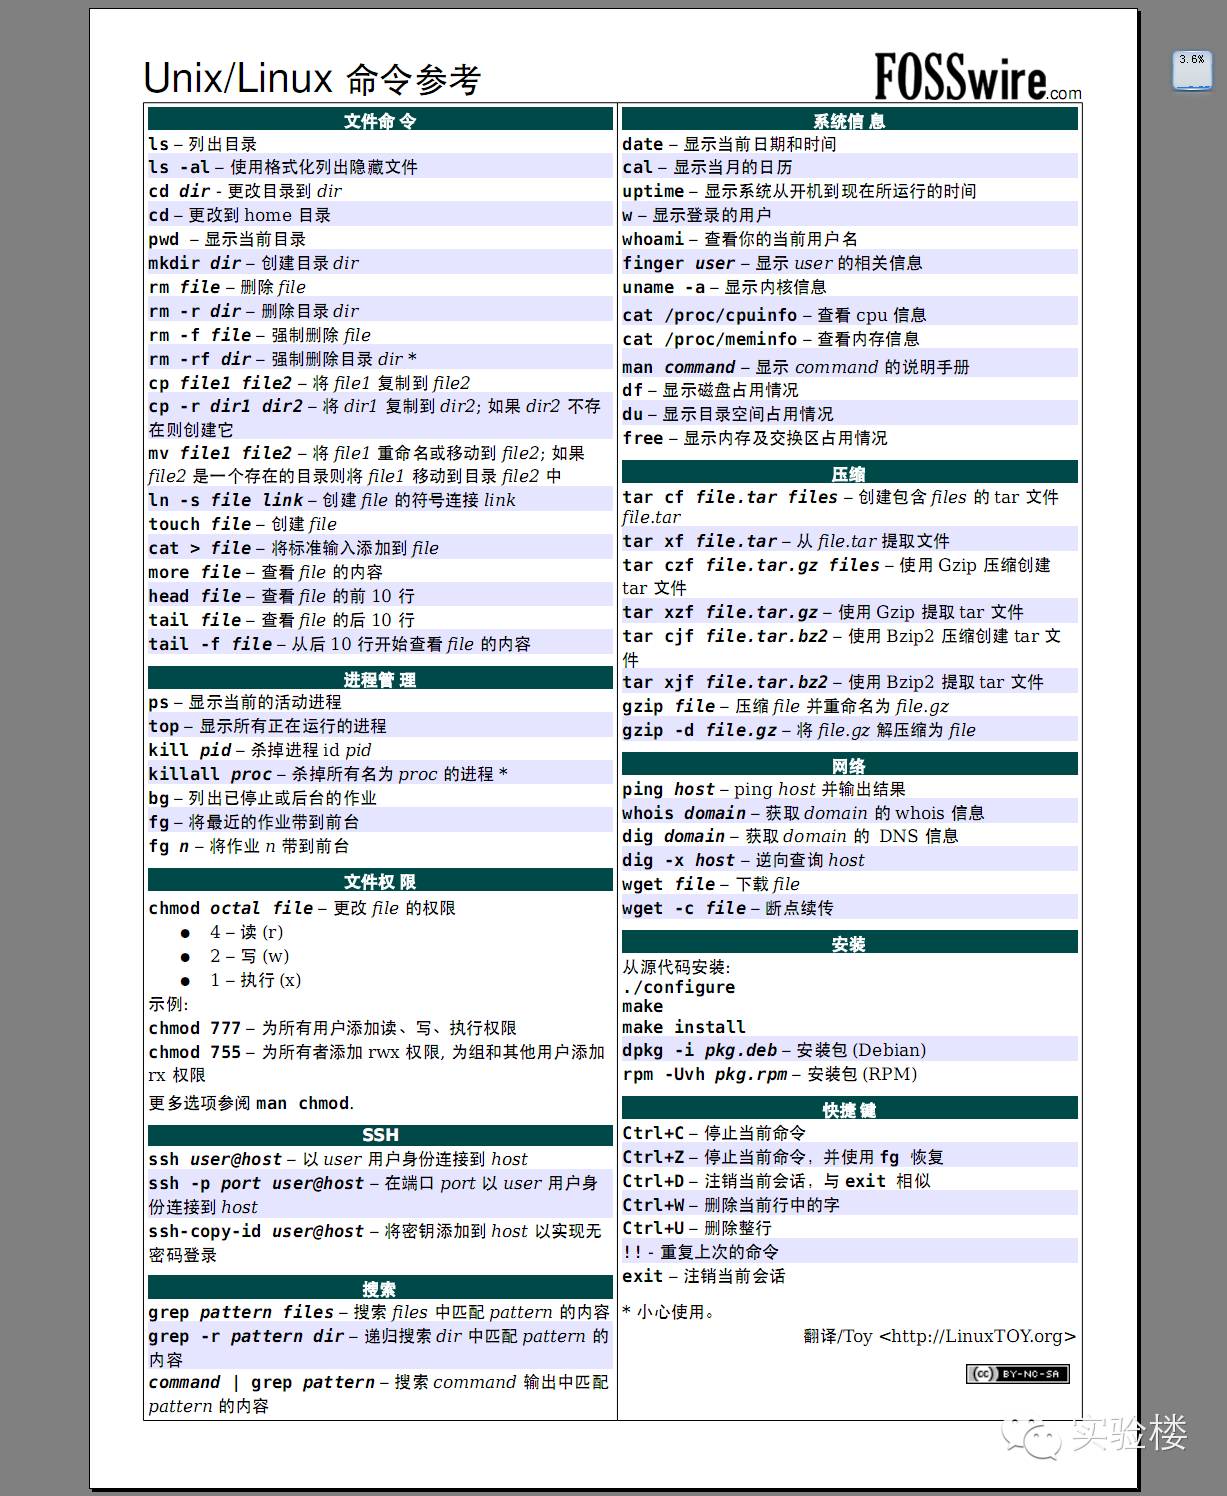 Unix/Linux 命令参考
FOSSwire.com
3.6%
文件命令
ls – 列出目录
ls -al – 使用格式化列出隐藏文件
cd dir - 更改目录到 dir
cd – 更改到 home 目录
pwd – 显示当前目录
mkdir dir – 创建目录 dir
rm file – 删除 file
rm -r dir – 删除目录 dir
rm -f file – 强制删除 file
rm -rf dir – 强制删除目录 dir *
cp file1 file2 – 将 file1 复制到 file2
cp -r dir1 dir2 – 将 dir1 复制到 dir2; 如果 dir2 不存
在则创建它
mv file1 file2 – 将 file1 重命名或移动到 file2; 如果
file2 是一个存在的目录则将 file1 移动到目录 file2 中
ln -s file link – 创建 file 的符号连接 link
touch file – 创建 file
cat > file – 将标准输入添加到 file
more file – 查看 file 的内容
head file – 查看 file 的前 10 行
tail file – 查看 file 的后 10 行
tail -f file – 从后 10 行开始查看 file 的内容
进程管理
ps – 显示当前的活动进程
top – 显示所有正在运行的进程
kill pid – 杀掉进程 id pid
killall proc – 杀掉所有名为 proc 的进程 *
bg – 列出已停止或后台的作业
fg – 将最近的作业带到前台
fg n – 将作业 n 带到前台
文件权限
chmod octal file – 更改 file 的权限
● 4 – 读 (r)
● 2 – 写 (w)
● 1 – 执行 (x)
示例:
chmod 777 – 为所有用户添加读、写、执行权限
chmod 755 – 为所有者添加 rwx 权限, 为组和其他用户添加
rx 权限
更多选项参阅 man chmod.
SSH
ssh user@host – 以 user 用户身份连接到 host
ssh -p port user@host – 在端口 port 以 user 用户身
份连接到 host
ssh-copy-id user@host – 将密钥添加到 host 以实现无
密码登录
搜索
grep pattern files – 搜索 files 中匹配 pattern 的内容
grep -r pattern dir – 递归搜索 dir 中匹配 pattern 的
内容
command | grep pattern – 搜索 command 输出中匹配
pattern 的内容
系统信息
date – 显示当前日期和时间
cal – 显示当月的日历
uptime – 显示系统从开机到现在所运行的时间
w – 显示登录的用户
whoami – 查看你的当前用户名
finger user – 显示 user 的相关信息
uname -a – 显示内核信息
cat /proc/cpuinfo – 查看 cpu 信息
cat /proc/meminfo – 查看内存信息
man command – 显示 command 的说明手册
df – 显示磁盘占用情况
du – 显示目录空间占用情况
free – 显示内存及交换区占用情况
压缩
tar cf file.tar files – 创建包含 files 的 tar 文件
file.tar
tar xf file.tar – 从 file.tar 提取文件
tar czf file.tar.gz files – 使用 Gzip 压缩创建
tar 文件
tar xzf file.tar.gz – 使用 Gzip 提取 tar 文件
tar cjf file.tar.bz2 – 使用 Bzip2 压缩创建 tar 文
件
tar xjf file.tar.bz2 – 使用 Bzip2 提取 tar 文件
gzip file – 压缩 file 并重命名为 file.gz
gzip -d file.gz – 将 file.gz 解压缩为 file
网络
ping host – ping host 并输出结果
whois domain – 获取 domain 的 whois 信息
dig domain – 获取 domain 的 DNS 信息
dig -x host – 逆向查询 host
wget file – 下载 file
wget -c file – 断点续传
安装
从源代码安装:
./configure
make
make install
dpkg -i pkg.deb – 安装包 (Debian)
rpm -Uvh pkg.rpm – 安装包 (RPM)
快捷键
Ctrl+C – 停止当前命令
Ctrl+Z – 停止当前命令，并使用 fg 恢复
Ctrl+D – 注销当前会话，与 exit 相似
Ctrl+W – 删除当前行中的字
Ctrl+U – 删除整行
!! - 重复上次的命令
exit – 注销当前会话
* 小心使用。
翻译/Toy <http://LinuxTOY.org>
cc BY-NC-SA
实验楼